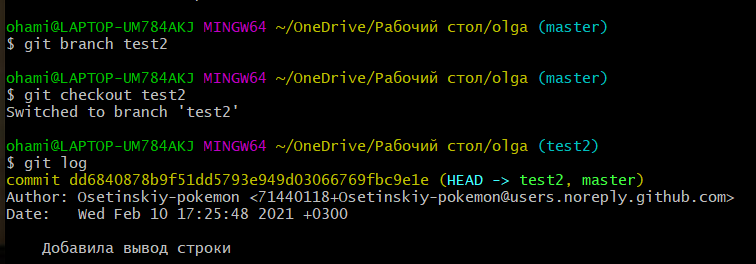 ohami@LAPTOP-UM784AKJ MINGW64 ~/OneDrive/Рабочий стол/olga (master)
$ git branch test2
ohami@LAPTOP-UM784AKJ MINGW64 ~/OneDrive/Рабочий стол/olga (master)
$ git checkout test2
Switched to branch 'test2'
ohami@LAPTOP-UM784AKJ MINGW64 ~/OneDrive/Рабочий стол/olga (test2)
$ git log
commit dd6840878b9f51dd5793e949d03066769fbc9e1e (HEAD -> test2, master)
Author: Osetinskiy-pokemon <71440118+Osetinskiy-pokemon@users.noreply.github.com>
Date:   Wed Feb 10 17:25:48 2021 +0300
Добавила вывод строки